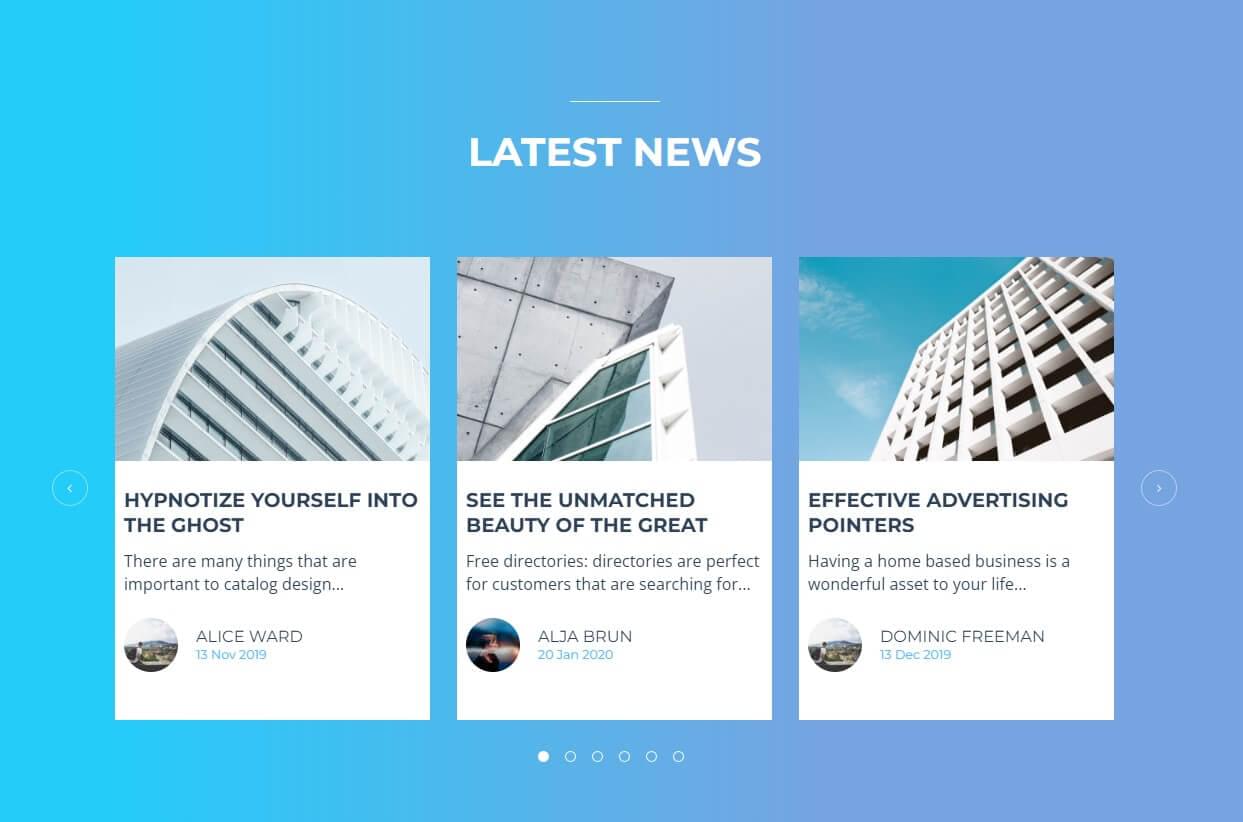 LATEST NEWS
HYPNOTIZE YOURSELF INTO
THE GHOST
There are many things that are
important to catalog design...
ALICE WARD
13 Nov 2019
SEE THE UNMATCHED
BEAUTY OF THE GREAT
Free directories: directories are perfect
for customers that are searching for...
ALJA BRUN
20 Jan 2020
EFFECTIVE ADVERTISING
POINTERS
Having a home based business is a
wonderful asset to your life...
DOMINIC FREEMAN
13 Dec 2019